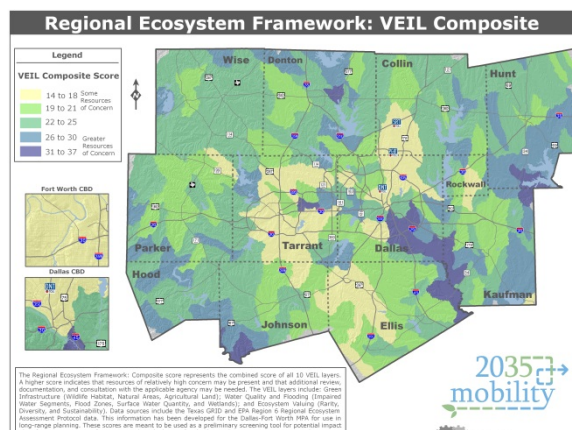 Regional Ecosystem Framework: VEIL Composite
Legend
VEIL Composite Score
14 to 18 Some
19 to 21 Resources of Concern
22 to 25
26 to 30 Greater
31 to 37 Resources of Concern
Fort Worth CBD
Dallas CBD
Wise
Denton
Collin
Hunt
Rockwall
Parker
Tarrant
Dallas
Hood
Kaufman
Johnson
Ellis
The Regional Ecosystem Framework: Composite score represents the combined score of all 10 VEIL layers.
A higher score indicates that resources of relatively high concern may be present and that additional review,
documentation, and consultation with the applicable agency may be needed. The VEIL layers include: Green
Infrastructure (Wildlife Habitat, Natural Areas, Agricultural Land); Water Quality and Flooding (Impaired
Water Segments, Flood Zones, Surface Water Quantity, and Wetlands); and Ecosystem Valuing (Rarity,
Diversity, and Sustainability). Data sources include the Texas GRID and EPA Region 6 Regional Ecosystem
Assessment Protocol data. This information has been developed for the Dallas-Fort Worth MPA for use in
long-range planning. These scores are meant to be used as a preliminary screening tool for potential impact
2035
mobility